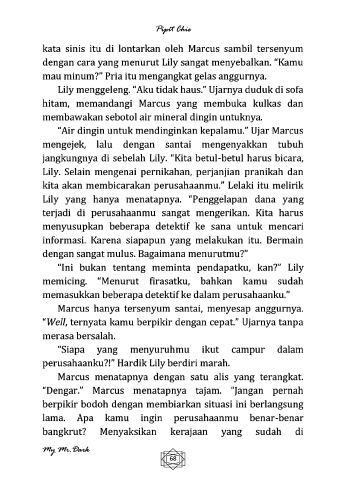 Pipit Chie
kata sinis itu di lontarkan oleh Marcus sambil tersenyum
dengan cara yang menurut Lily sangat menyebalkan. "Kamu
mau minum?" Pria itu mengangkat gelas anggurnya.
Lily menggeleng. "Aku tidak haus." Ujarnya duduk di sofa
hitam, memandangi Marcus yang membuka kulkas dan
membawakan sebotol air mineral dingin untuknya.
"Air dingin untuk mendinginkan kepalamu." Ujar Marcus
mengejek, lalu dengan santai mengenyakkan tubuh
jangkungnya di sebelah Lily. "Kita betul-betul harus bicara,
Lily. Selain mengenai pernikahan, perjanjian pranikah dan
kita akan membicarakan perusahaanmu." Lelaki itu melirik
Lily yang hanya menatapnya. "Penggelapan dana yang
terjadi di perusahaanmu sangat mengerikan. Kita harus
menyusupkan beberapa detektif ke sana untuk mencari
informasi. Karena siapapun yang melakukan itu. Bermain
dengan sangat mulus. Bagaimana menurutmu?"
"Ini bukan tentang meminta pendapatku, kan?" Lily
memicing. "Menurut firasatku, bahkan kamu sudah
memasukkan beberapa detektif ke dalam perusahaanku."
Marcus hanya tersenyum santai, menyesap anggurnya.
"Well, ternyata kamu berpikir dengan cepat." Ujarnya tanpa
merasa bersalah.
"Siapa yang menyuruhmu ikut campur dalam
perusahaanku?!" Hardik Lily berdiri marah.
Marcus menatapnya dengan satu alis yang terangkat.
"Dengar." Marcus menatapnya tajam. "Jangan pernah
berpikir bodoh dengan membiarkan situasi ini berlangsung
lama. Apa kamu ingin perusahaanmu benar-benar
bangkrut? Menyaksikan kerajaan yang sudah di
My Mr. Dark
68